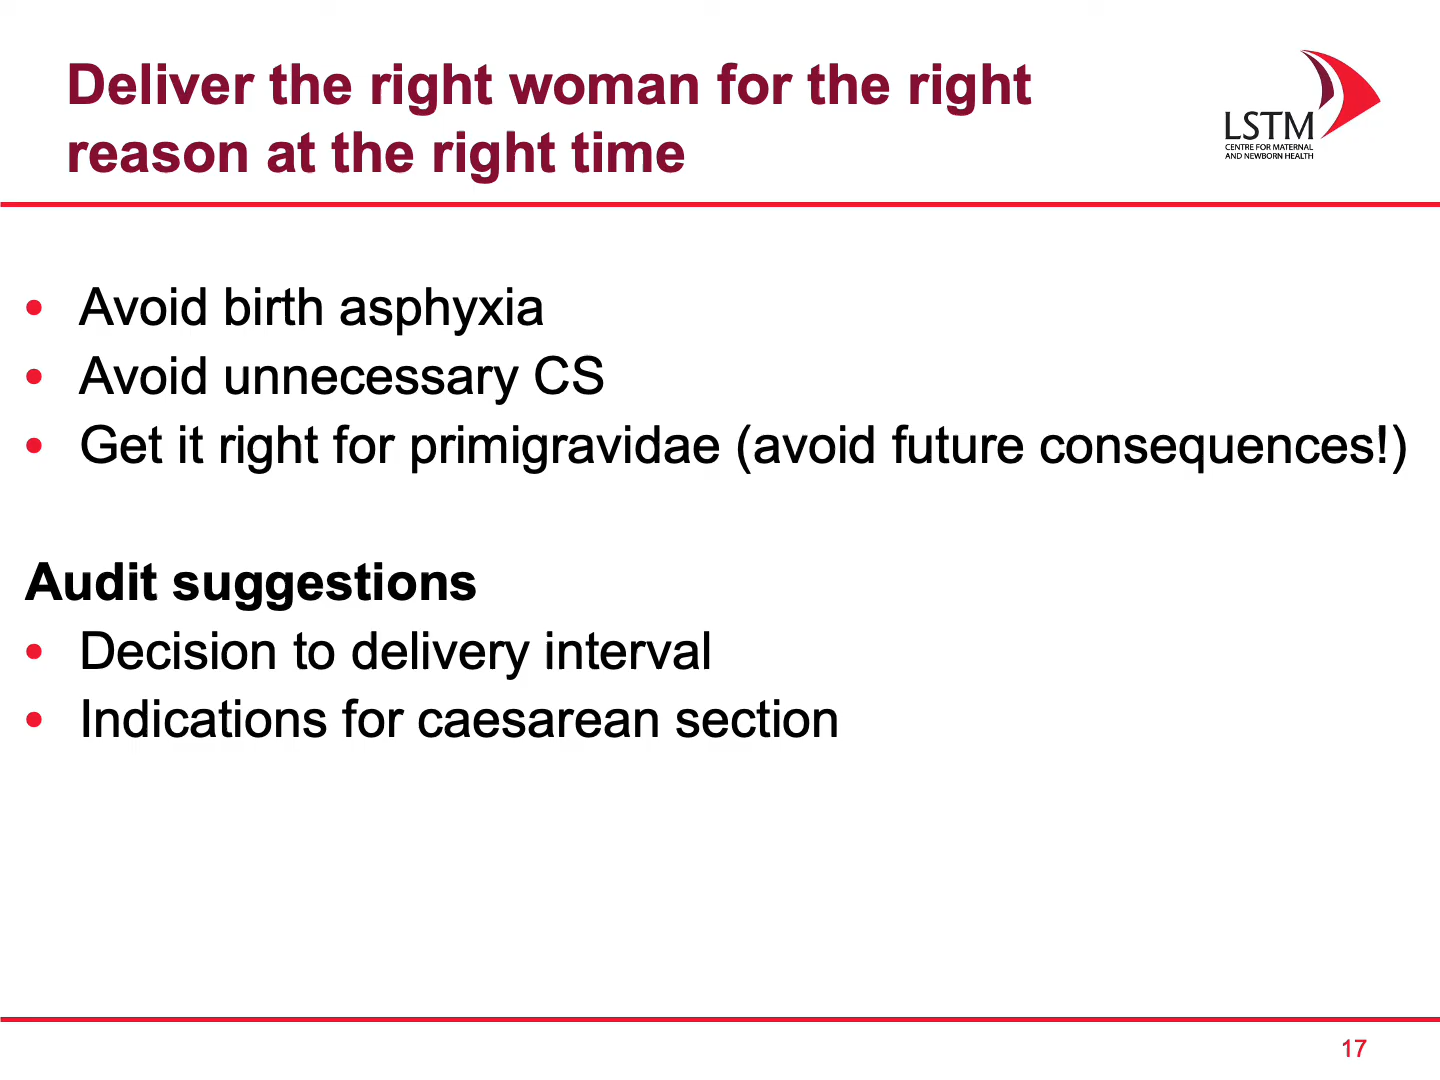 Deliver the right woman for the right
reason at the right time
LSTM
CENTRE FOR MATERNAL
AND NEWBORN HEALTH
• Avoid birth asphyxia
• Avoid unnecessary CS
• Get it right for primigravidae (avoid future consequences!)
Audit suggestions
• Decision to delivery interval
• Indications for caesarean section
17